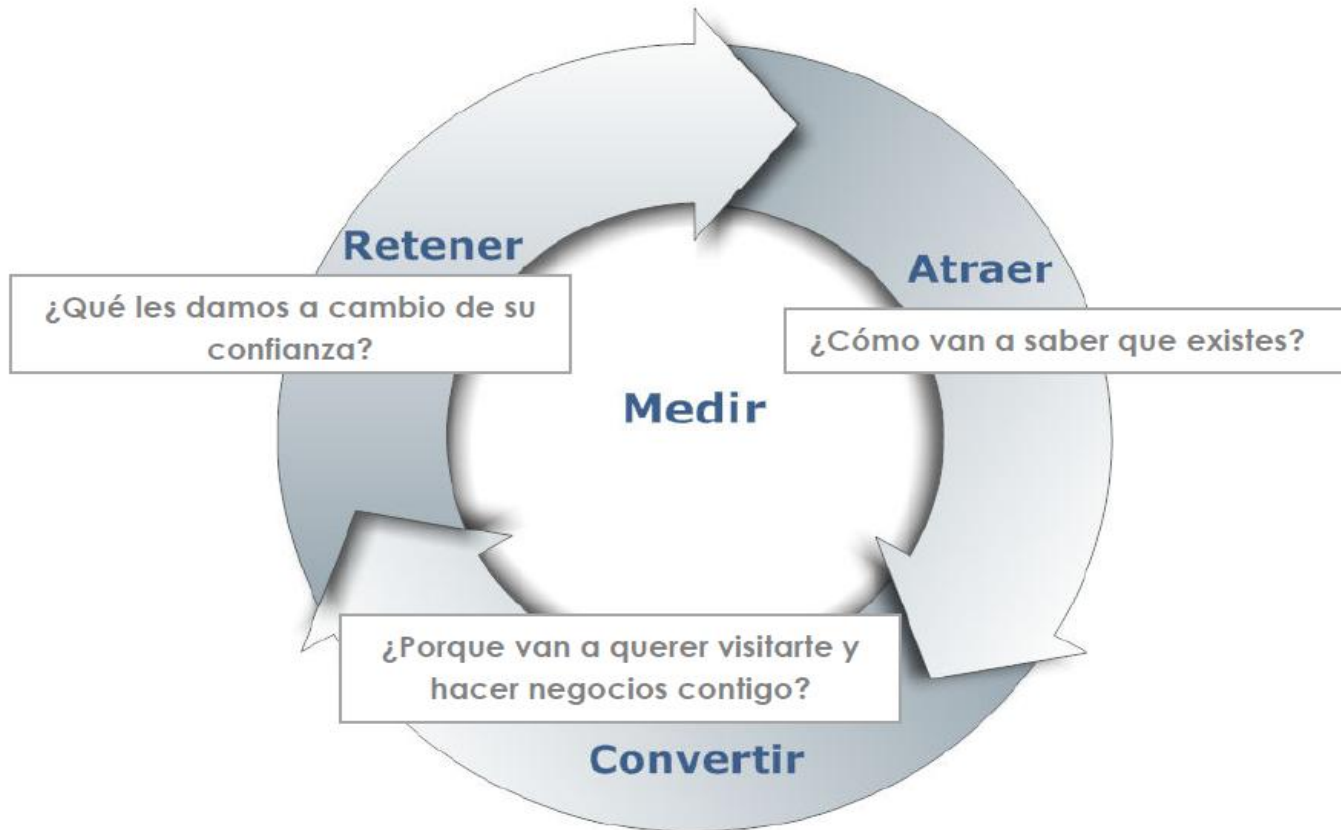 Retener
¿Qué les damos a cambio de su
confianza?
Atraer
¿Cómo van a saber que existes?
Medir
¿Porque van a querer visitarte y
hacer negocios contigo?
Convertir